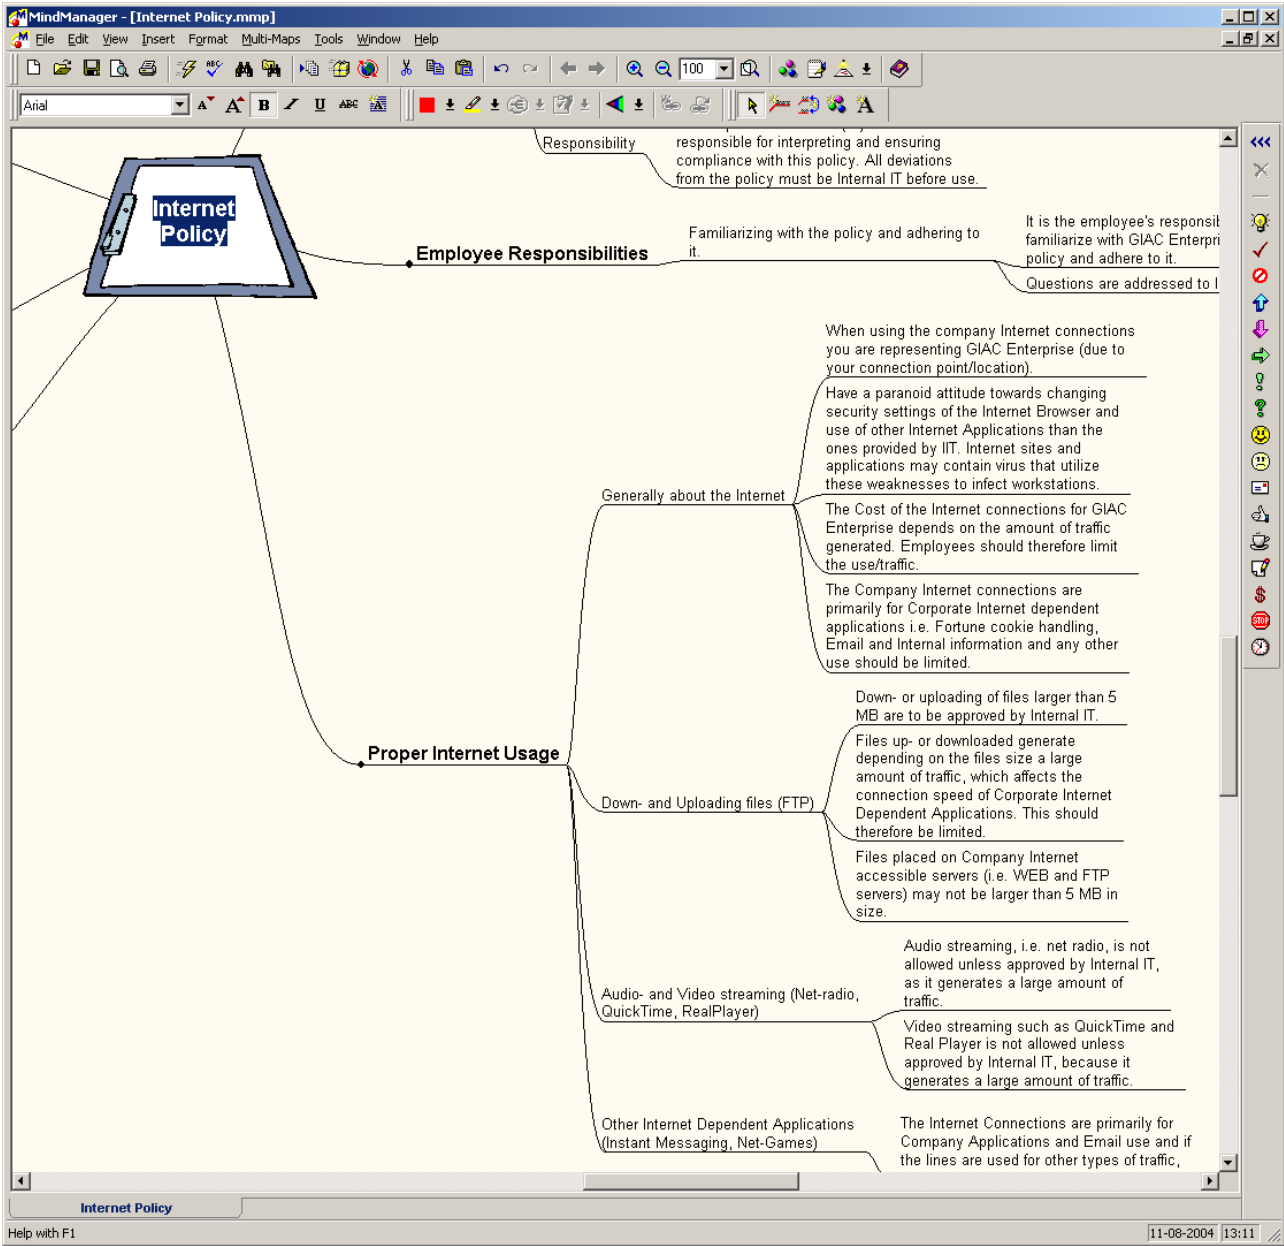 MindManager - [Internet Policy.mmp]
File Edit View Insert Format Multi-Maps Tools Window Help
100
Arial
B I U ABC
Responsibility
responsible for interpreting and ensuring
compliance with this policy. All deviations
from the policy must be Internal IT before use.
Internet
Policy
Employee Responsibilities
Familiarizing with the policy and adhering to
it.
It is the employee's
familiarize with GIAC
policy and adhere to it.
Questions are addressed to
When using the company Internet connections
you are representing GIAC Enterprise (due to
your connection point/location).
Have a paranoid attitude towards changing
security settings of the Internet Browser and
use of other Internet Applications than the
ones provided by IIT. Internet sites and
applications may contain virus that utilize
these weaknesses to infect workstations.
Generally about the Internet
The Cost of the Internet connections for GIAC
Enterprise depends on the amount of traffic
generated. Employees should therefore limit
the use/traffic.
The Company Internet connections are
primarily for Corporate Internet dependent
applications i.e. Fortune cookie handling,
Email and Internal information and any other
use should be limited.
Proper Internet Usage
Down- or uploading of files larger than 5
MB are to be approved by Internal IT.
Files up- or downloaded generate
depending on the files size a large
amount of traffic, which affects the
connection speed of Corporate Internet
Dependent Applications. This should
therefore be limited.
Down- and Uploading files (FTP)
Files placed on Company Internet
accessible servers (i.e. WEB and FTP
servers) may not be larger than 5 MB in
size.
Audio streaming, i.e. net radio, is not
allowed unless approved by Internal IT,
as it generates a large amount of
traffic.
Audio- and Video streaming (Net-radio,
QuickTime, RealPlayer)
Video streaming such as QuickTime and
Real Player is not allowed unless
approved by Internal IT, because it
generates a large amount of traffic.
Other Internet Dependent Applications
(Instant Messaging, Net-Games)
The Internet Connections are primarily for
Company Applications and Email use and if
the lines are used for other types of traffic,
STOP
Internet Policy
Help with F1
11-08-2004 13:11